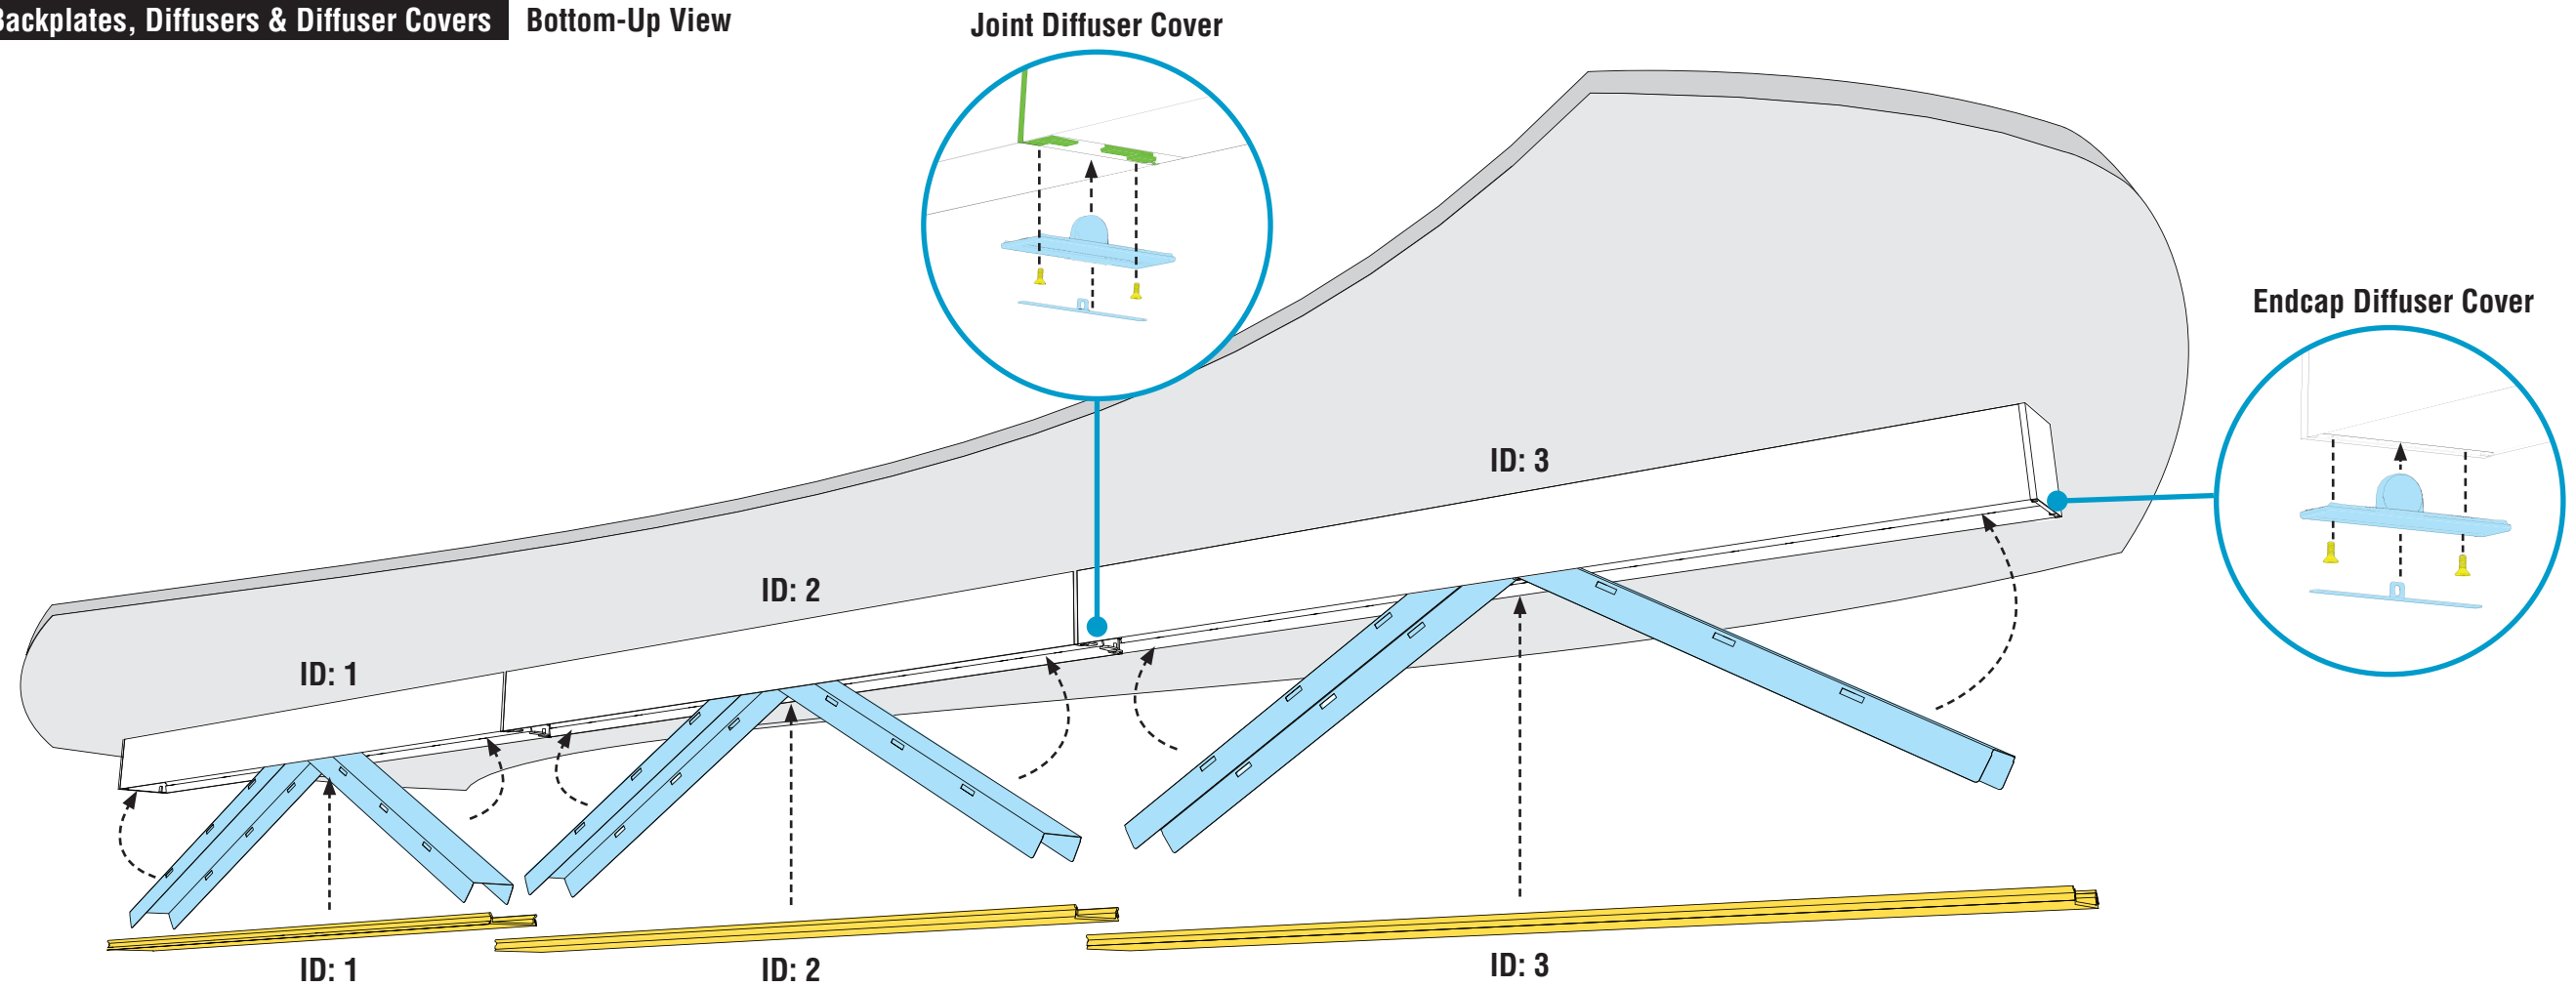 Backplates, Diffusers & Diffuser Covers Bottom-Up View
Joint Diffuser Cover
Endcap Diffuser Cover
ID: 3
ID: 2
ID: 1
ID: 1
ID: 2
ID: 3